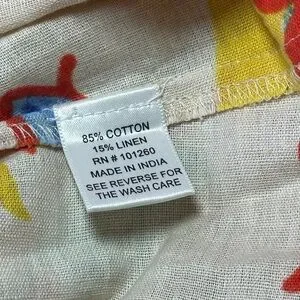 85% COTTON
15% LINEN
RN # 101260
MADE IN INDIA
SEE REVERSE FOR
THE WASH CARE